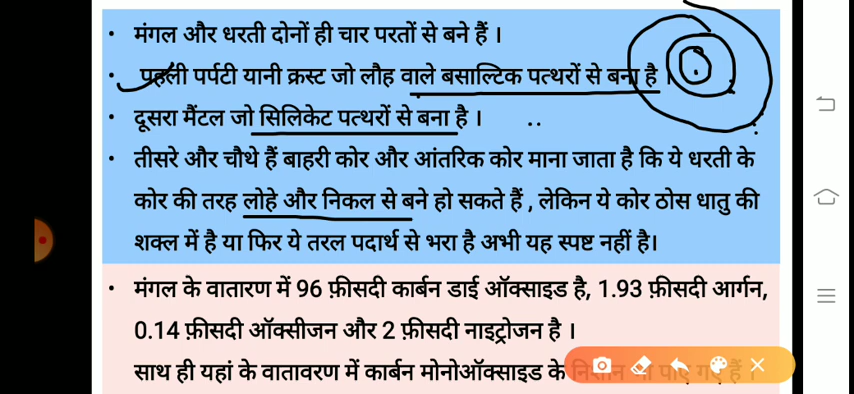 • मंगल और धरती दोनों ही चार परतों से बने हैं ।
• पहली पर्पटी यानी क्रस्ट जो लौह वाले बसाल्टिक पत्थरों से बना है ।
• दूसरा मैंटल जो सिलिकेट पत्थरों से बना है ।
• तीसरे और चौथे हैं बाहरी कोर और आंतरिक कोर माना जाता है कि ये धरती के
कोर की तरह लोहे और निकल से बने हो सकते हैं , लेकिन ये कोर ठोस धातु की
शक्ल में है या फिर ये तरल पदार्थ से भरा है अभी यह स्पष्ट नहीं है।
• मंगल के वातारण में 96 फ़ीसदी कार्बन डाई ऑक्साइड है, 1.93 फ़ीसदी आर्गन,
0.14 फ़ीसदी ऑक्सीजन और 2 फ़ीसदी नाइट्रोजन है ।
साथ ही यहां के वातावरण में कार्बन मोनोऑक्साइड के